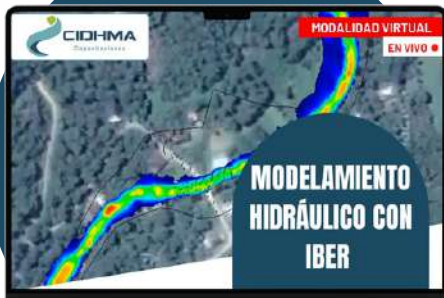 CIDHMA
Capacitaciones
MODALIDAD VIRTUAL
EN VIVO
MODELAMIENTO
HIDRÁULICO CON
IBER